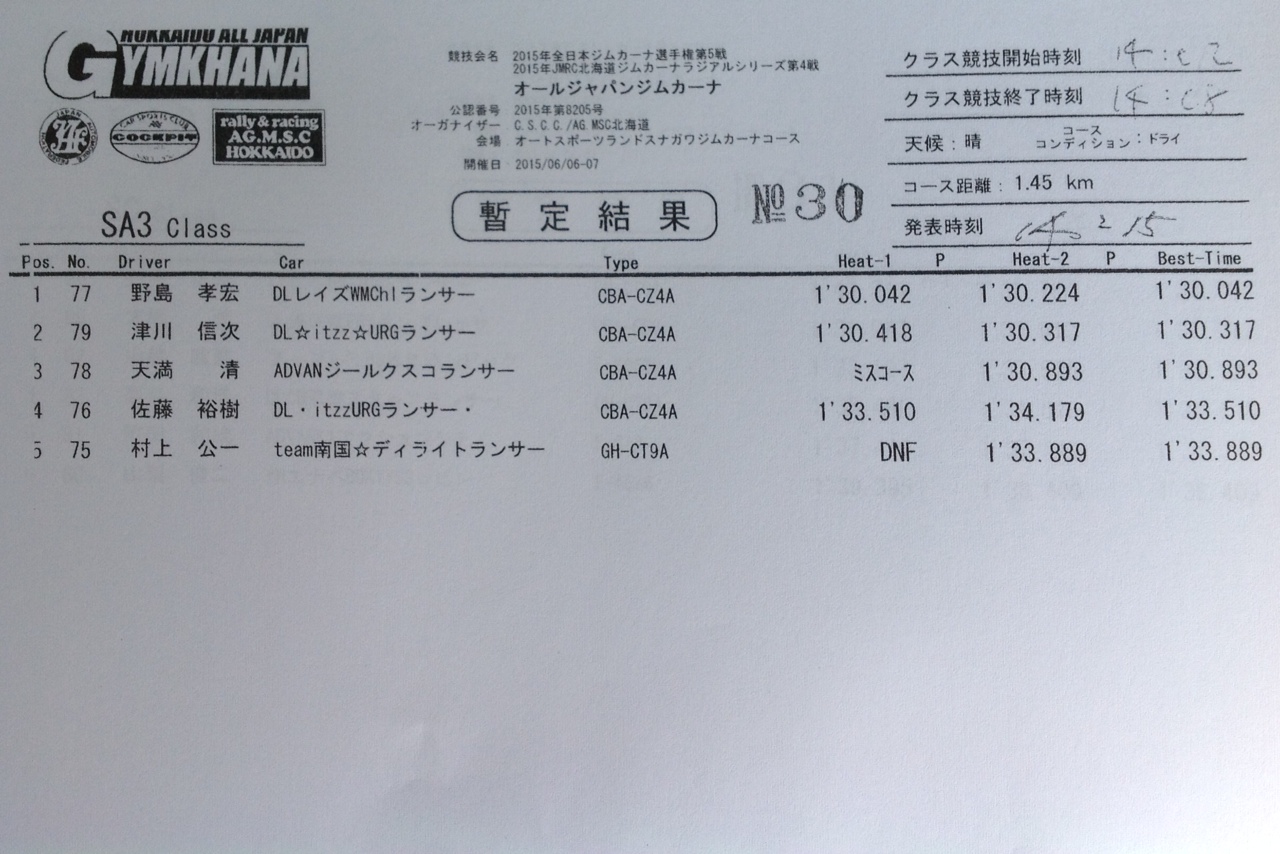 HOKKAIDO ALL JAPAN
GYMKHANA
JAPAN
COCKPIT
rally & racing
AG.M.S.C
HOKKAIDO
競技会名 2015年全日本ジムカーナ選手権第5戦
2015年JMRC北海道ジムカーナラジアルシリーズ第4戦
オールジャパンジムカーナ
公認番号 2015年第8205号
オーガナイザー C.S.C.C./AG.MSC北海道
会場 オートスポーツランドスナガワジムカーナコース
開催日 2015/06/06-07
クラス競技開始時刻 14:02
クラス競技終了時刻 14:08
天候:晴 コースコンディション:ドライ
コース距離:1.45 km
発表時刻 14:15
暫定結果
№30
SA3 Class
Pos. No. Driver Car Type Heat-1 P Heat-2 P Best-Time
1 77 野島 孝宏 DLレイズWMChlランサー CBA-CZ4A 1'30.042 1'30.224 1'30.042
2 79 津川 信次 DL☆itzz☆URGランサー CBA-CZ4A 1'30.418 1'30.317 1'30.317
3 78 天満 清 ADVANジールクスコランサー CBA-CZ4A ミスコース 1'30.893 1'30.893
4 76 佐藤 裕樹 DL・itzzURGランサー・ CBA-CZ4A 1'33.510 1'34.179 1'33.510
5 75 村上 公一 team南国☆ディライトランサー GH-CT9A DNF 1'33.889 1'33.889